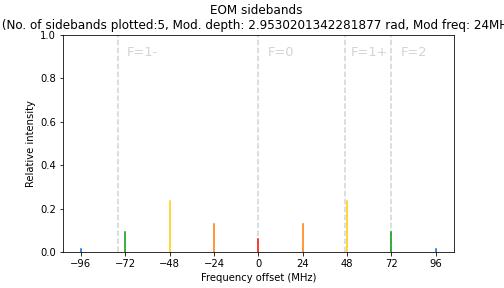 EOM sidebands
(No. of sidebands plotted:5, Mod. depth: 2.9530201342281877 rad, Mod freq: 24MH
1.0
F=1- F=0 F=1+ F=2
0.8
0.6
0.4
0.2
0.0
Relative intensity
−96 −72 −48 −24 0 24 48 72 96
Frequency offset (MHz)